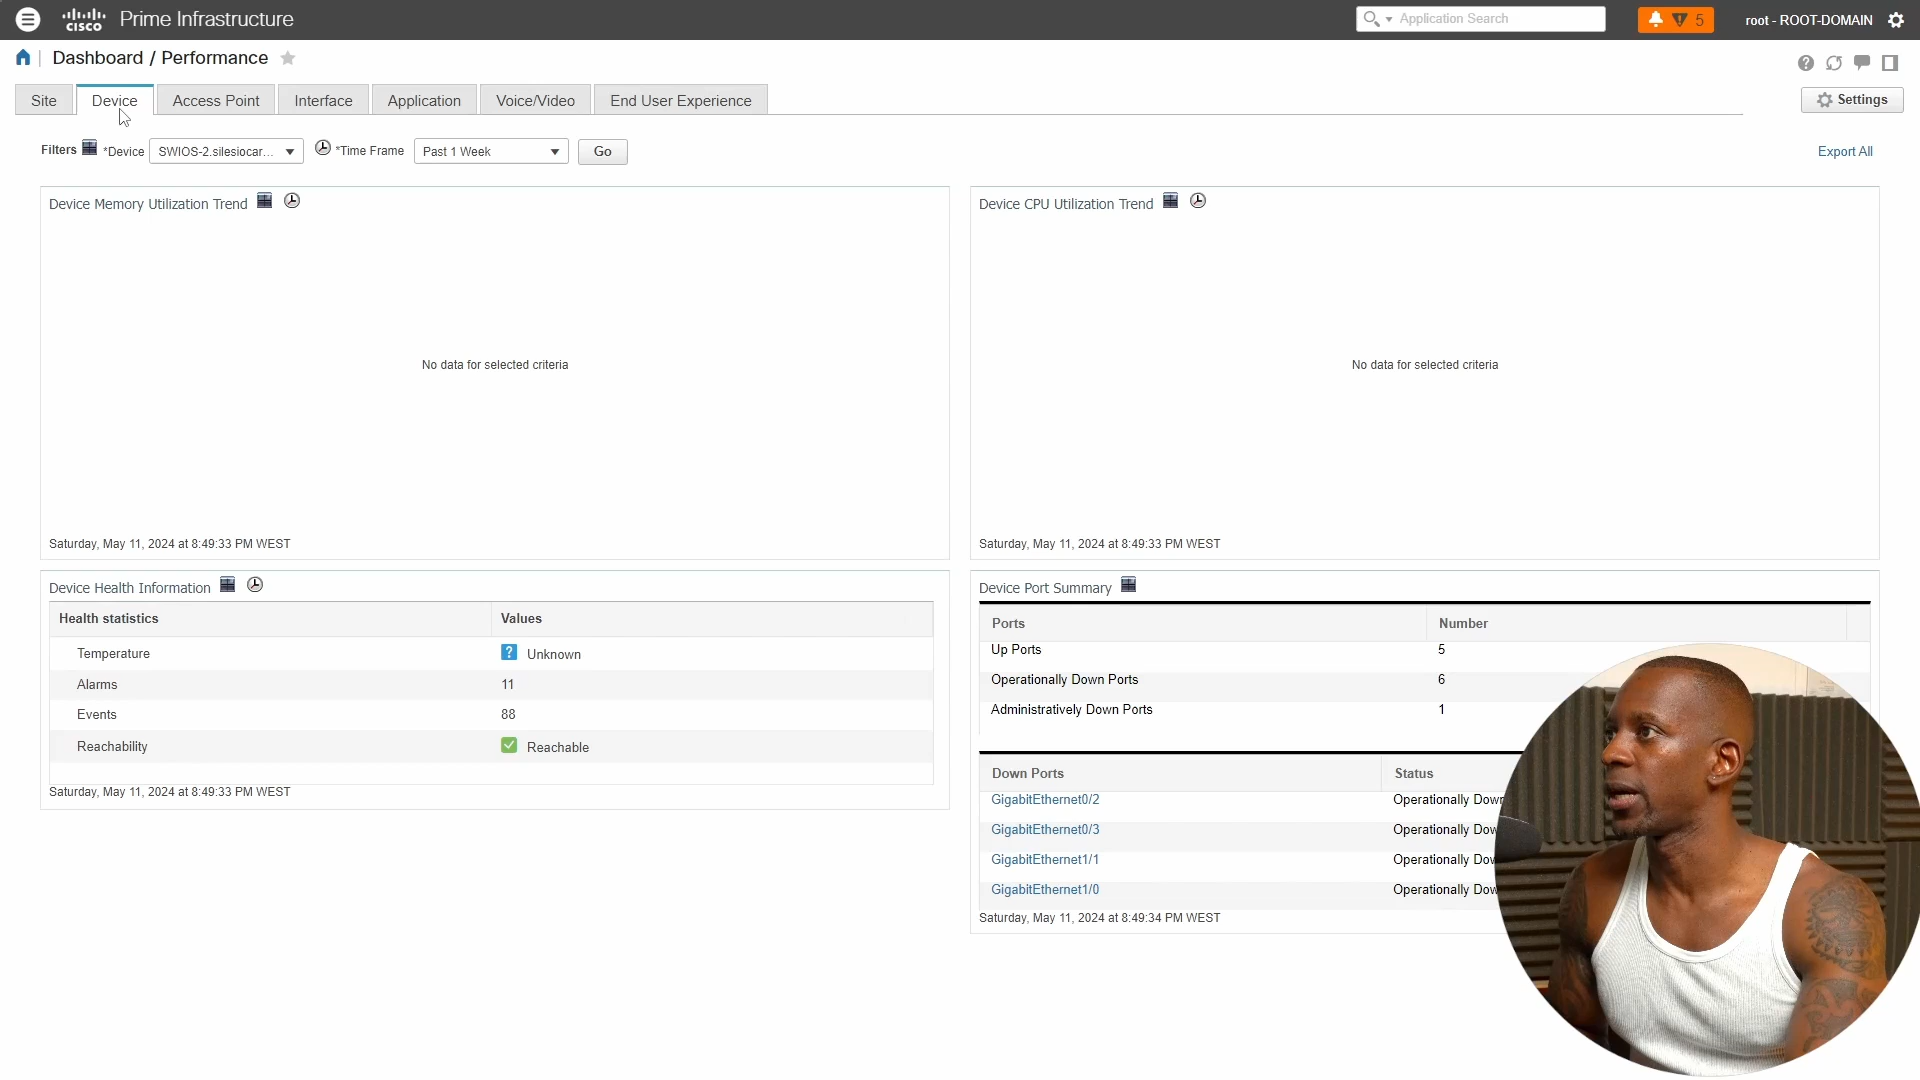 cisco Prime Infrastructure
Application Search
5
root - ROOT-DOMAIN
Dashboard / Performance
Site
Device
Access Point
Interface
Application
Voice/Video
End User Experience
Settings
Filters *Device SWIOS-2.silesiocar... *Time Frame Past 1 Week Go
Export All
Device Memory Utilization Trend
No data for selected criteria
Saturday, May 11, 2024 at 8:49:33 PM WEST
Device CPU Utilization Trend
No data for selected criteria
Saturday, May 11, 2024 at 8:49:33 PM WEST
Device Health Information
Health statistics Values
Temperature ? Unknown
Alarms 11
Events 88
Reachability Reachable
Saturday, May 11, 2024 at 8:49:33 PM WEST
Device Port Summary
Ports Number
Up Ports 5
Operationally Down Ports 6
Administratively Down Ports 1
Down Ports Status
GigabitEthernet0/2 Operationally Down
GigabitEthernet0/3 Operationally Dow
GigabitEthernet1/1 Operationally Dow
GigabitEthernet1/0 Operationally Dow
Saturday, May 11, 2024 at 8:49:34 PM WEST